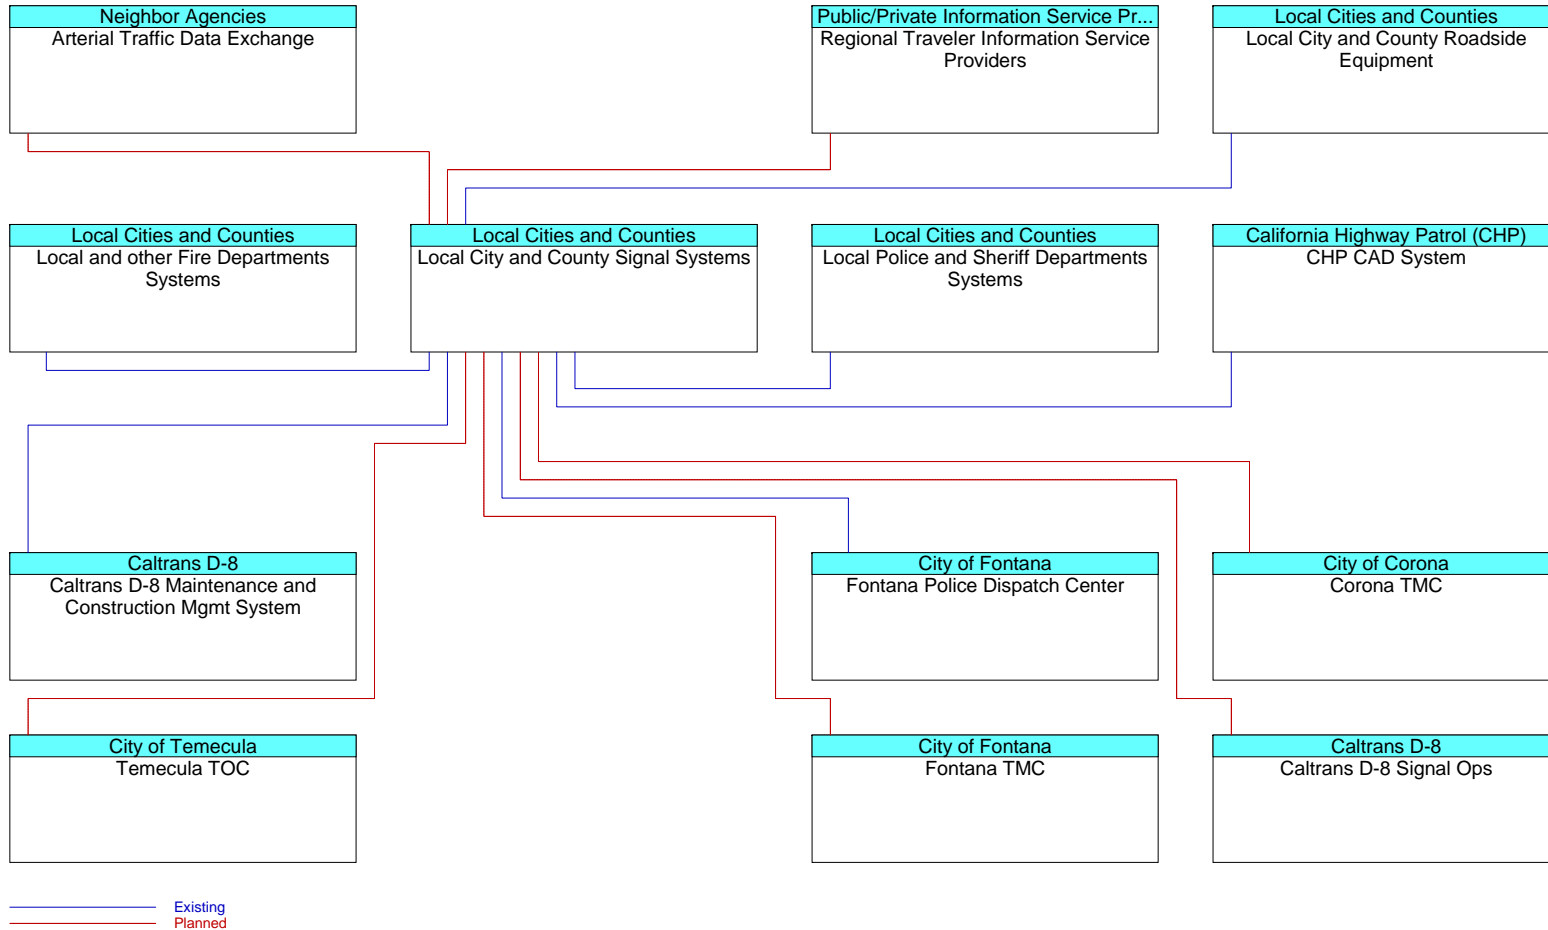 Neighbor Agencies
Arterial Traffic Data Exchange
Public/Private Information Service Pr...
Regional Traveler Information Service
Providers
Local Cities and Counties
Local City and County Roadside
Equipment
Local Cities and Counties
Local and other Fire Departments
Systems
Local Cities and Counties
Local City and County Signal Systems
Local Cities and Counties
Local Police and Sheriff Departments
Systems
California Highway Patrol (CHP)
CHP CAD System
Caltrans D-8
Caltrans D-8 Maintenance and
Construction Mgmt System
City of Fontana
Fontana Police Dispatch Center
City of Corona
Corona TMC
City of Temecula
Temecula TOC
City of Fontana
Fontana TMC
Caltrans D-8
Caltrans D-8 Signal Ops
Existing
Planned